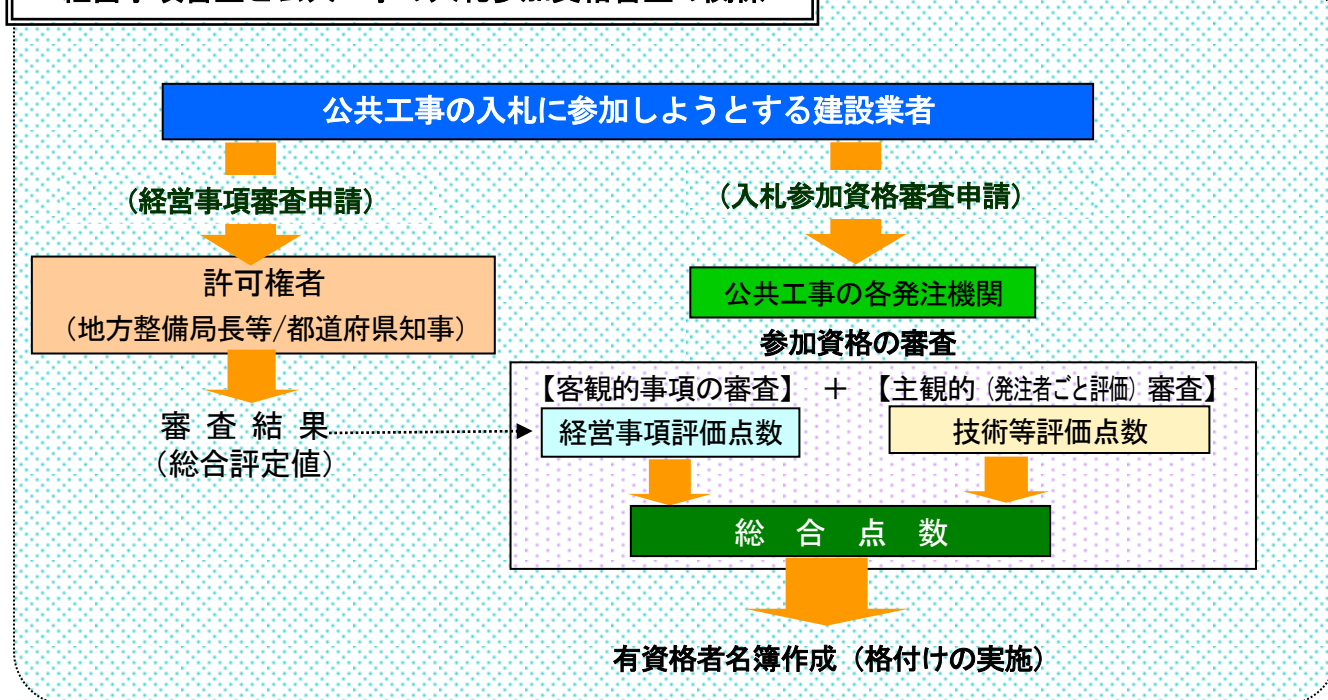 公共工事の入札に参加しようとする建設業者
（経営事項審査申請）
（入札参加資格審査申請）
許可権者
（地方整備局長等/都道府県知事）
公共工事の各発注機関
参加資格の審査
【客観的事項の審査】 ＋ 【主観的（発注者ごと評価）審査】
経営事項評価点数
技術等評価点数
審 査 結 果
（総合評定値）
総 合 点 数
有資格者名簿作成（格付けの実施）